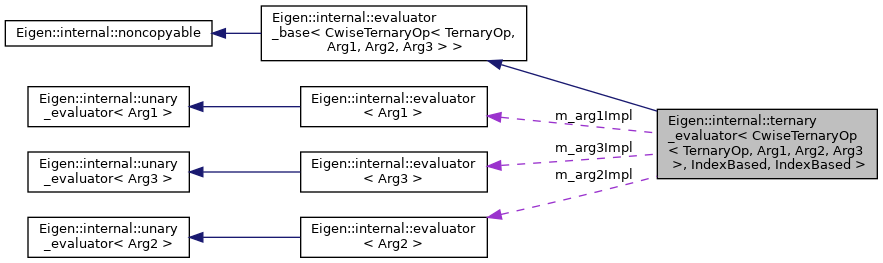 Eigen::internal::noncopyable
Eigen::internal::evaluator
_base< CwiseTernaryOp< TernaryOp,
Arg1, Arg2, Arg3 > >
Eigen::internal::unary
_evaluator< Arg1 >
Eigen::internal::evaluator
< Arg1 >
m_arg1Impl
Eigen::internal::unary
_evaluator< Arg3 >
Eigen::internal::evaluator
< Arg3 >
m_arg3Impl
Eigen::internal::unary
_evaluator< Arg2 >
Eigen::internal::evaluator
< Arg2 >
m_arg2Impl
Eigen::internal::ternary
_evaluator< CwiseTernaryOp
< TernaryOp, Arg1, Arg2, Arg3
>, IndexBased, IndexBased >